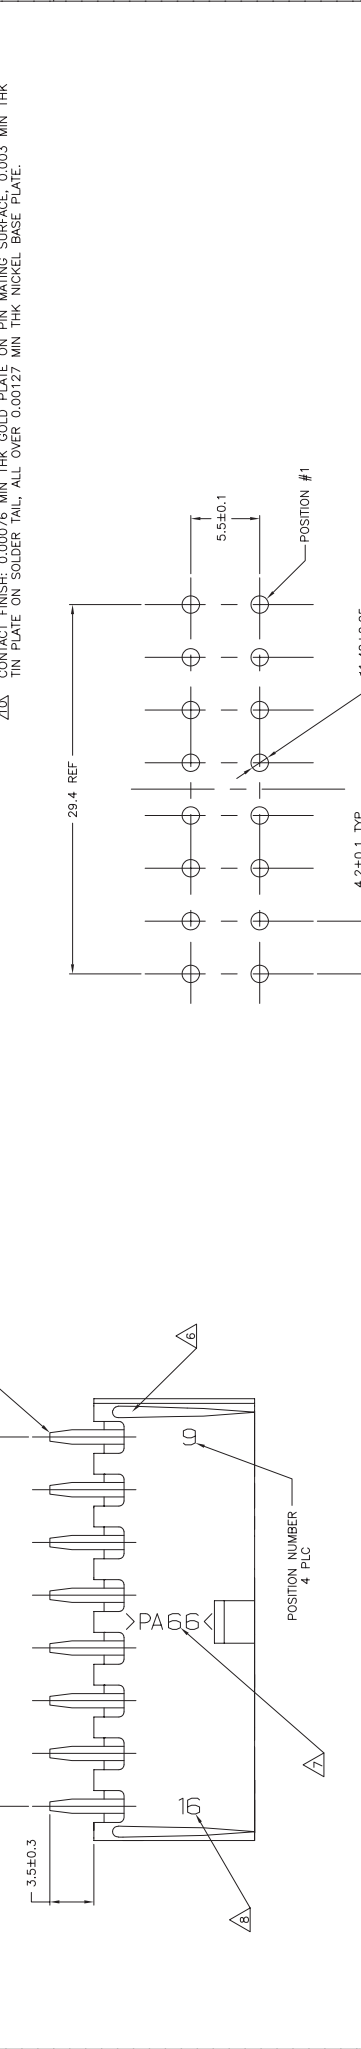 CONTACT FINISH: 0.00076 MIN THK GOLD PLATE ON PIN MATING SURFACE, 0.003 MIN THK
TIN PLATE ON SOLDER TAIL, ALL OVER 0.00127 MIN THK NICKEL BASE PLATE.
10
29.4 REF
5.5±0.1
POSITION #1
4.2±0.1 TYP
6
9
POSITION NUMBER
4 PLC
>PA66<
7
16
8
3.5±0.3